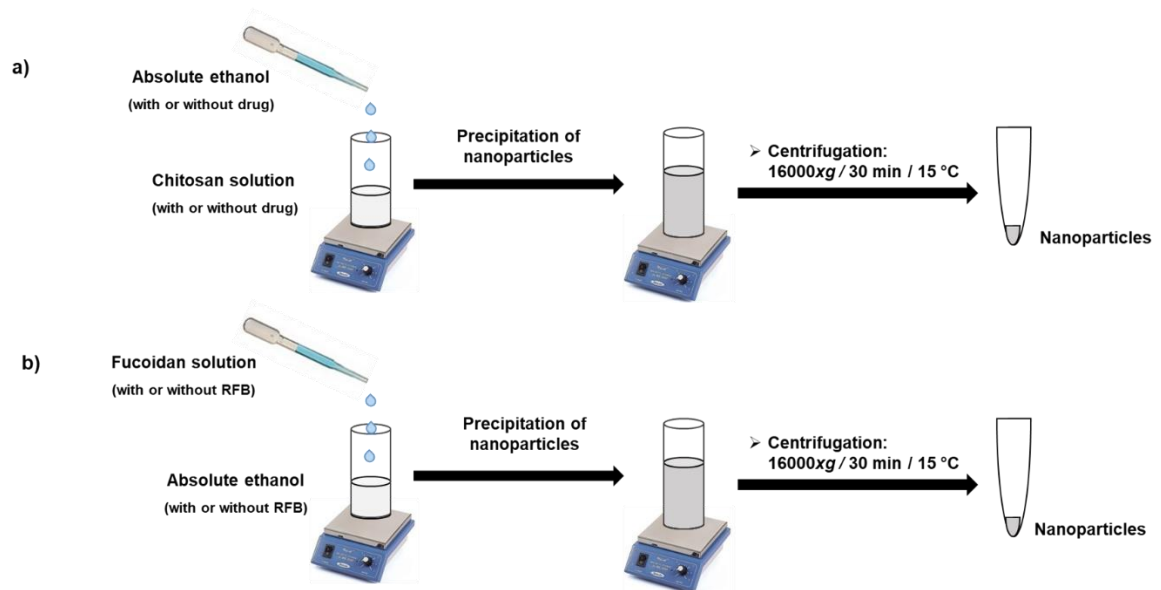 a)
Absolute ethanol
(with or without drug)
Chitosan solution
(with or without drug)
Precipitation of
nanoparticles
➢ Centrifugation:
16000xg / 30 min / 15 °C
Nanoparticles
b)
Fucoidan solution
(with or without RFB)
Absolute ethanol
(with or without RFB)
Precipitation of
nanoparticles
➢ Centrifugation:
16000xg / 30 min / 15 °C
Nanoparticles